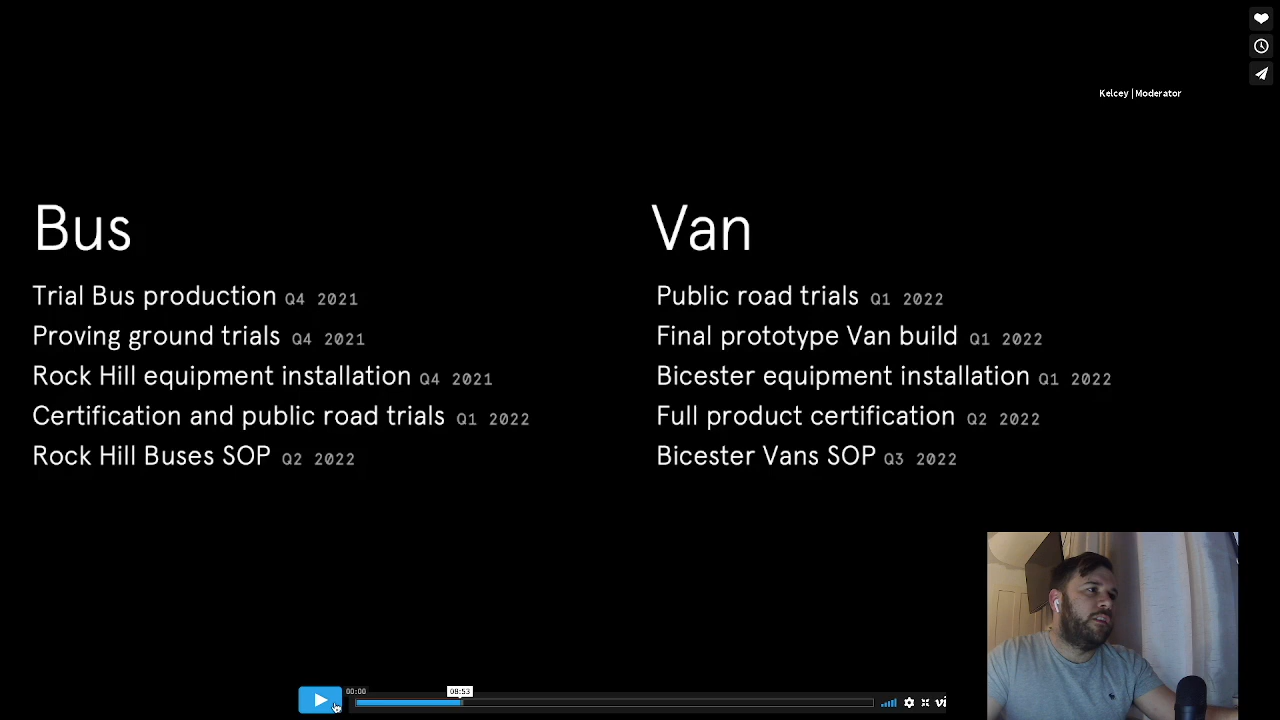 Kelcey | Moderator
Bus
Trial Bus production Q4 2021
Proving ground trials Q4 2021
Rock Hill equipment installation Q4 2021
Certification and public road trials Q1 2022
Rock Hill Buses SOP Q2 2022
Van
Public road trials Q1 2022
Final prototype Van build Q1 2022
Bicester equipment installation Q1 2022
Full product certification Q2 2022
Bicester Vans SOP Q3 2022
00:00
08:53
vi